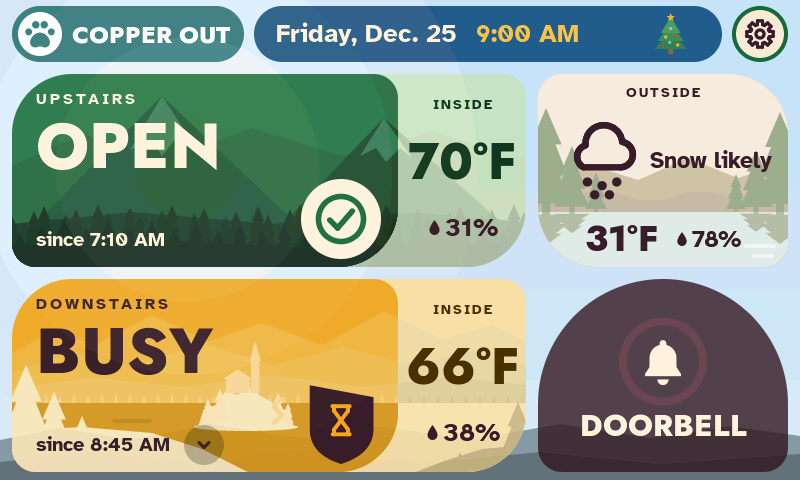 COPPER OUT
Friday, Dec. 25 9:00 AM
UPSTAIRS
OPEN
since 7:10 AM
INSIDE
70°F
31%
OUTSIDE
Snow likely
31°F 78%
DOWNSTAIRS
BUSY
since 8:45 AM
INSIDE
66°F
38%
DOORBELL